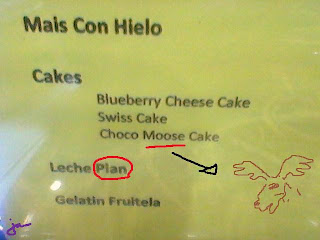 Mais Con Hielo
Cakes
Blueberry Cheese Cake
Swiss Cake
Choco Moose Cake
Leche Plan
Gelatin Fruitela